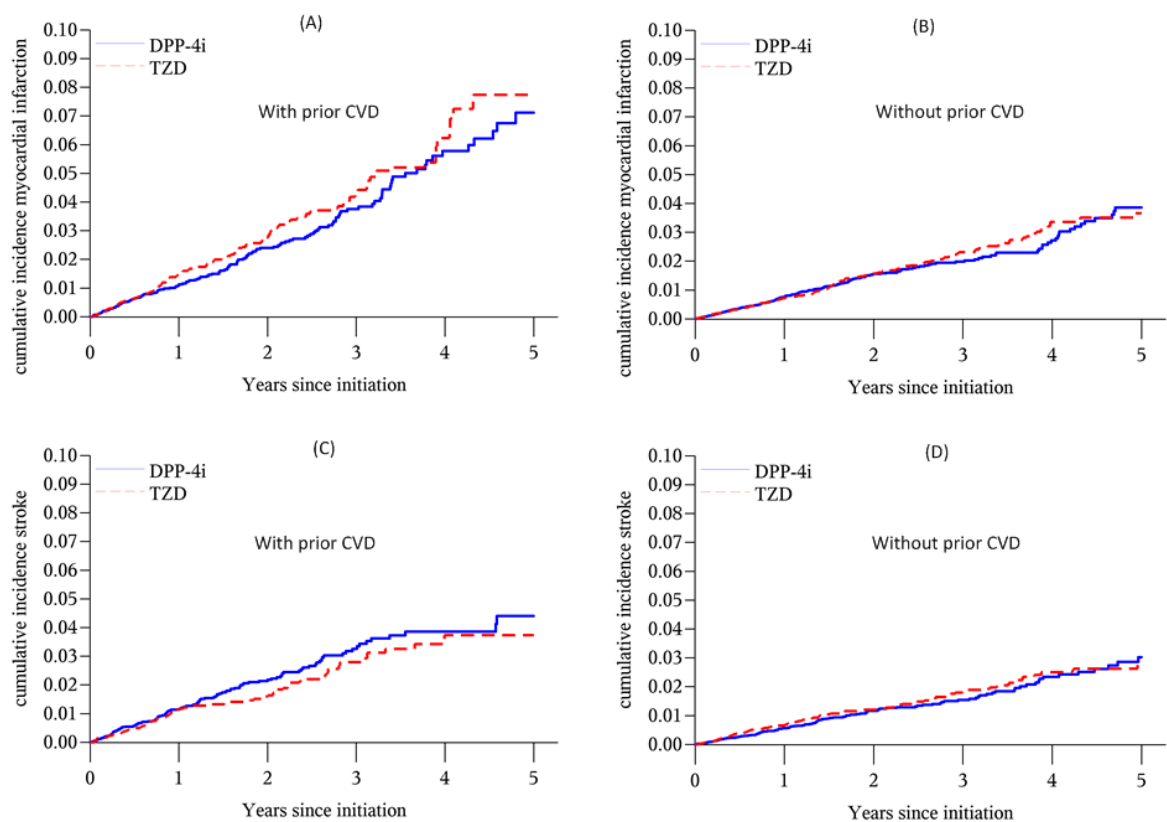 (A)
cumulative incidence myocardial infarction
0.10
0.09
0.08
0.07
0.06
0.05
0.04
0.03
0.02
0.01
0.00
DPP-4i
TZD
With prior CVD
0 1 2 3 4 5
Years since initiation
(B)
cumulative incidence myocardial infarction
0.10
0.09
0.08
0.07
0.06
0.05
0.04
0.03
0.02
0.01
0.00
DPP-4i
TZD
Without prior CVD
0 1 2 3 4 5
Years since initiation
(C)
cumulative incidence stroke
0.10
0.09
0.08
0.07
0.06
0.05
0.04
0.03
0.02
0.01
0.00
DPP-4i
TZD
With prior CVD
0 1 2 3 4 5
Years since initiation
(D)
cumulative incidence stroke
0.10
0.09
0.08
0.07
0.06
0.05
0.04
0.03
0.02
0.01
0.00
DPP-4i
TZD
Without prior CVD
0 1 2 3 4 5
Years since initiation